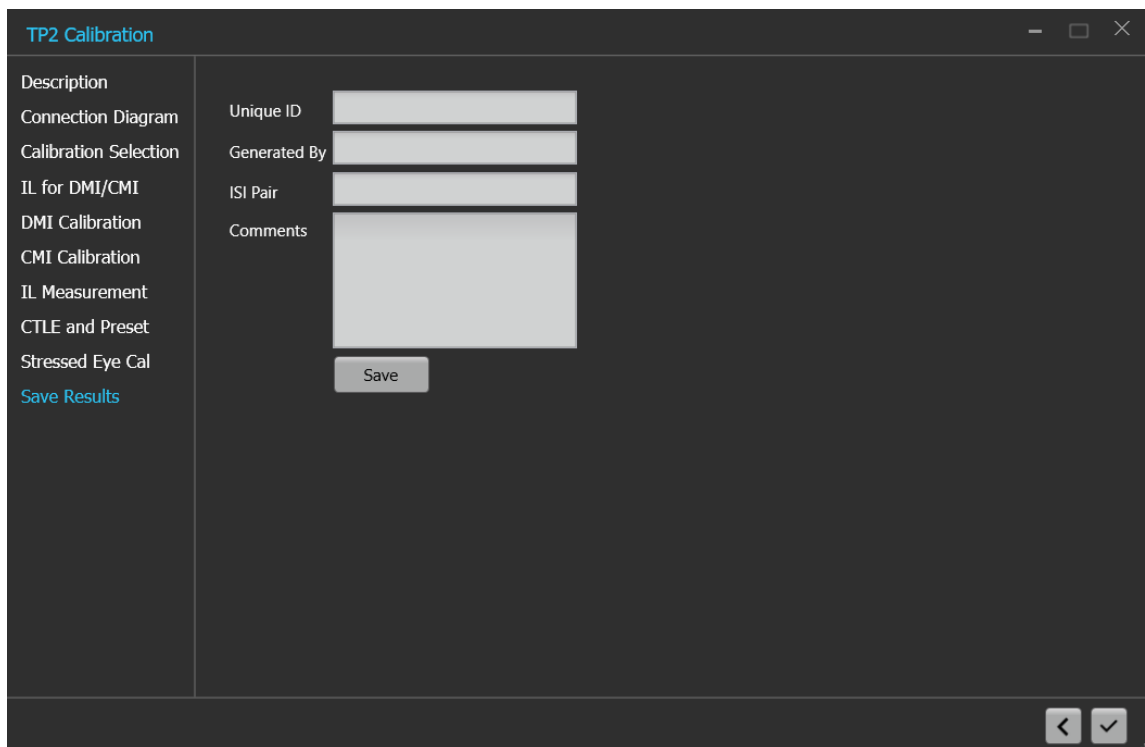 TP2 Calibration
Description
Connection Diagram
Calibration Selection
IL for DMI/CMI
DMI Calibration
CMI Calibration
IL Measurement
CTLE and Preset
Stressed Eye Cal
Save Results
Unique ID
Generated By
ISI Pair
Comments
Save